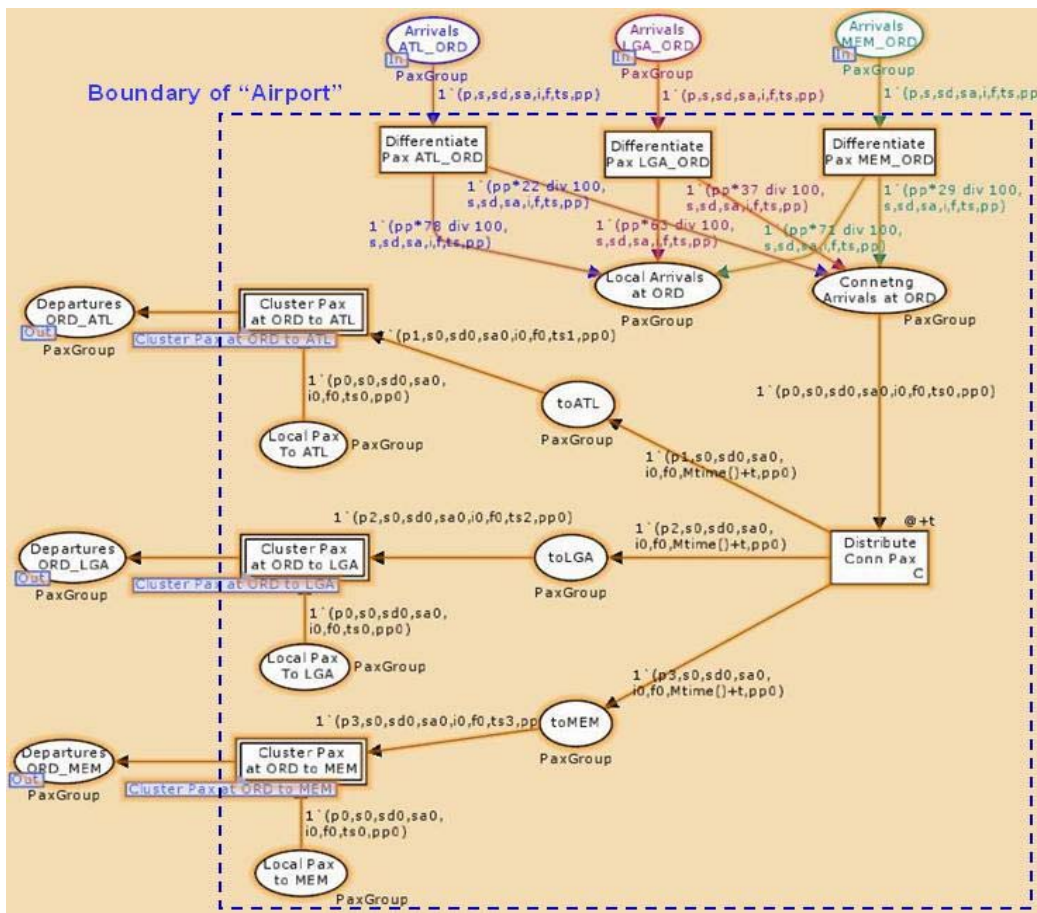 Arrivals
ATL_ORD
In
PaxGroup
Arrivals
LGA_ORD
In
PaxGroup
Arrivals
MEM_ORD
In
PaxGroup
Boundary of “Airport”
1`(p,s,sd,sa,i,f,ts,pp)
1`(p,s,sd,sa,i,f,ts,pp)
1`(p,s,sd,sa,i,f,ts,pp
Differentiate
Pax ATL_ORD
Differentiate
Pax LGA_ORD
Differentiate
Pax MEM_ORD
1`(pp*22 div 100,
s,sd,sa,i,f,ts,pp)
1`(pp*37 div 100,
s,sd,sa,i,f,ts,pp)
1`(pp*29 div 100,
s,sd,sa,i,f,ts,pp)
1`(pp*78 div 100,
s,sd,sa,i,f,ts,pp)
1`(pp*63 div 100,
s,sd,sa,i,f,ts,pp)
1`(pp*71 div 100,
s,sd,sa,i,f,ts,pp)
Local Arrivals
at ORD
PaxGroup
Connetng
Arrivals at ORD
PaxGroup
Departures
ORD_ATL
Out
PaxGroup
Cluster Pax
at ORD to ATL
Cluster Pax at ORD to ATL
1`(p1,s0,sd0,sa0,i0,f0,ts1,pp0)
1`(p0,s0,sd0,sa0,
i0,f0,ts0,pp0)
1`(p0,s0,sd0,sa0,i0,f0,ts0,pp0)
toATL
PaxGroup
Local Pax
To ATL
PaxGroup
1`(p1,s0,sd0,sa0,
i0,f0,Mtime()+t,pp0)
1`(p2,s0,sd0,sa0,i0,f0,ts2,pp0)
1`(p2,s0,sd0,sa0,
i0,f0,Mtime()+t,pp0)
@+t
Departures
ORD_LGA
Out
PaxGroup
Cluster Pax
at ORD to LGA
Cluster Pax at ORD to LGA
toLGA
PaxGroup
Distribute
Conn Pax
C
1`(p0,s0,sd0,sa0,
i0,f0,ts0,pp0)
Local Pax
To LGA
PaxGroup
1`(p3,s0,sd0,sa0,
i0,f0,Mtime()+t,pp0)
1`(p3,s0,sd0,sa0,i0,f0,ts3,pp
toMEM
PaxGroup
Departures
ORD_MEM
Out
PaxGroup
Cluster Pax
at ORD to MEM
Cluster Pax at ORD to MEM
1`(p0,s0,sd0,sa0,
i0,f0,ts0,pp0)
Local Pax
to MEM
PaxGroup